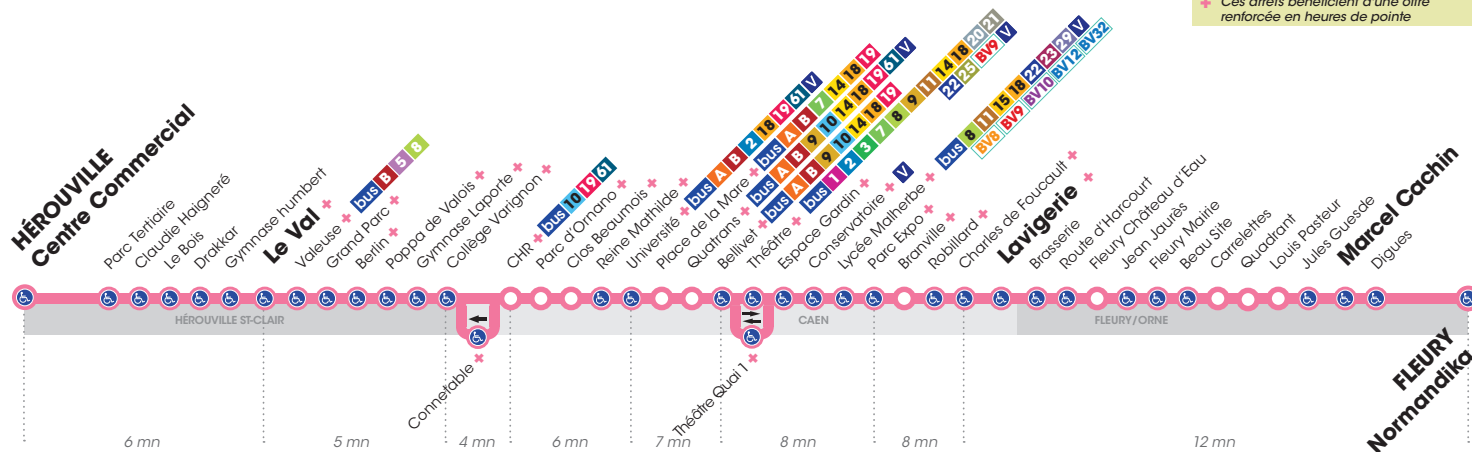 Ces arrêts bénéficient d'une offre
renforcée en heures de pointe
HÉROUVILLE
Centre Commercial
Parc Tertiaire
Claudie Haigneré
Le Bois
Drakkar
Gymnase humbert
Le Val
Valeuse
bus B 5 8
Grand Parc
Berlin
Poppa de Valois
Gymnase Laporte
Collège Varignon
CHR
bus 10 19 61
Parc d'Ornano
Clos Beaumois
Reine Mathilde
Université
bus A B 2 18 19 61 V
Place de la Mare
bus A B 7 14 18 19
Quatrans
bus A B 9 10 14 18 19 61 V
Bellivet
bus A B 9 10 14 18 19
Théâtre
bus 1 2 3 7 8 9 11 14 18 20 21
22 25 BV9 V
Espace Gardin
Conservatoire
V
Lycée Malherbe
bus 8 11 15 18 22 23 29 V
BV8 BV9 BV10 BV12 BV32
Parc Expo
Branville
Robillard
Charles de Foucault
Lavigerie
Brasserie
Route d'Harcourt
Fleury Château d'Eau
Jean Jaurès
Fleury Mairie
Beau Site
Carrelettes
Quadrant
Louis Pasteur
Jules Guesde
Marcel Cachin
Digues
FLEURY
Normandika
HÉROUVILLE ST-CLAIR
CAEN
FLEURY/ORNE
Connetable
Théâtre Quai 1
6 mn
5 mn
4 mn
6 mn
7 mn
8 mn
8 mn
12 mn